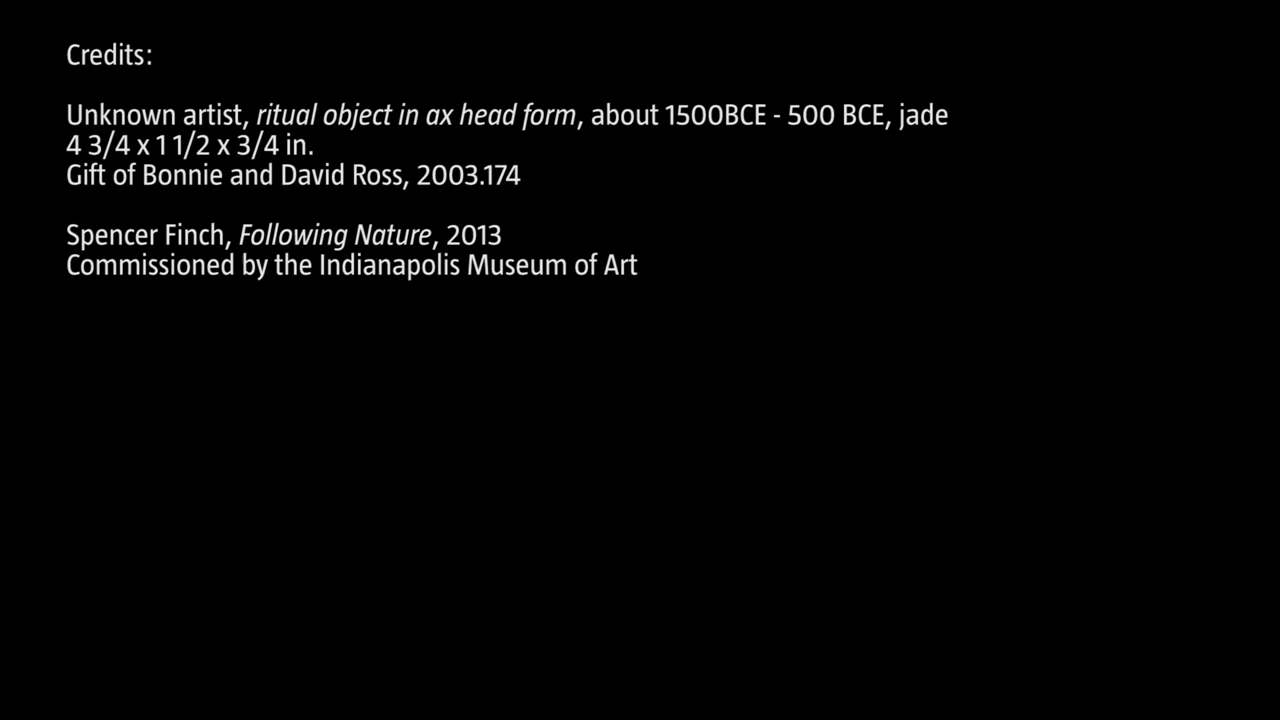 Credits:
Unknown artist, ritual object in ax head form, about 1500BCE - 500 BCE, jade
4 3/4 x 1 1/2 x 3/4 in.
Gift of Bonnie and David Ross, 2003.174
Spencer Finch, Following Nature, 2013
Commissioned by the Indianapolis Museum of Art